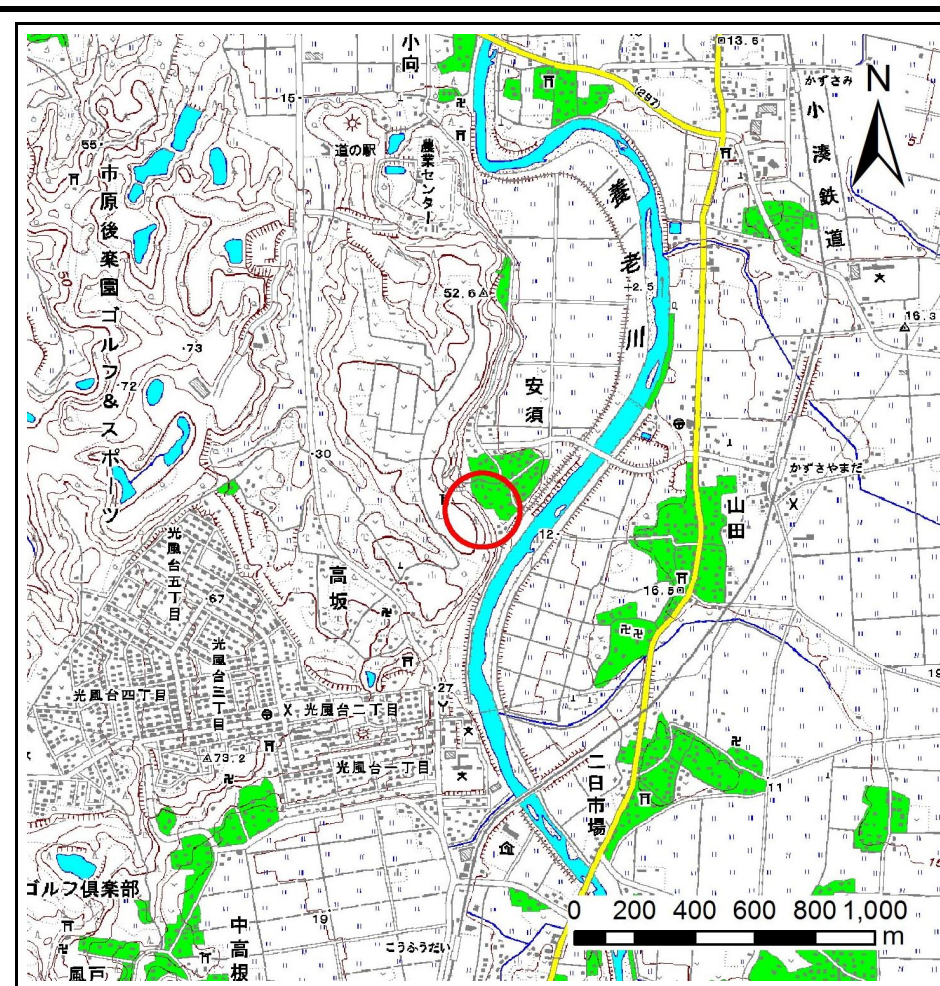 小向
13.6
かずさみ
N
(297)
小湊鉄道
15
道の駅
農業センター
55
市原後楽園ゴルフ&スポーツ
養老川
50
52.6
2.5
16.3
73
72
安須
30
かずさやまだ
山田
12
光風台五丁目
67
高坂
16.5
光風台三丁目
光風台四丁目
27
光風台二丁目
73.2
光風台一丁目
二日市場
11
ゴルフ倶楽部
19
中高根
こうふうだい
風戸
0 200 400 600 800 1,000
m